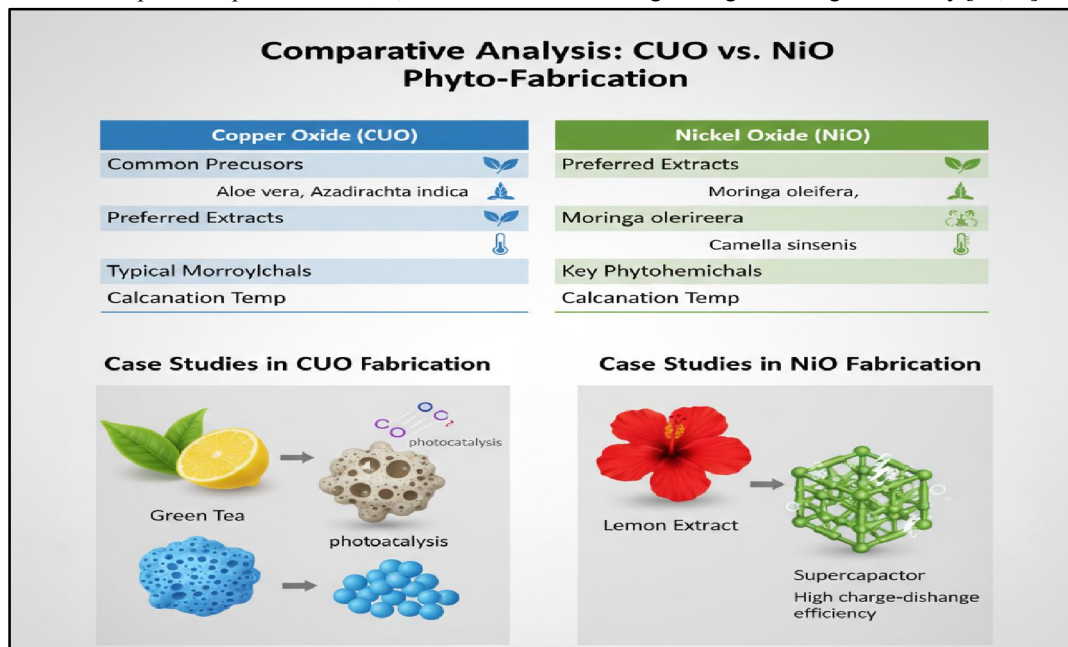 Comparative Analysis: CUO vs. NiO
Phyto-Fabrication
Copper Oxide (CUO)
Common Precusors
Aloe vera, Azadirachta indica
Preferred Extracts
Typical Morroylchals
Calcanation Temp
Nickel Oxide (NiO)
Preferred Extracts
Moringa oleifera,
Moringa olerireera
Camella sinsenis
Key Phytohemichals
Calcanation Temp
Case Studies in CUO Fabrication
Green Tea
photocatalysis
photoatalysis
Case Studies in NiO Fabrication
Lemon Extract
Supercapactor
High charge-dishange
efficiency